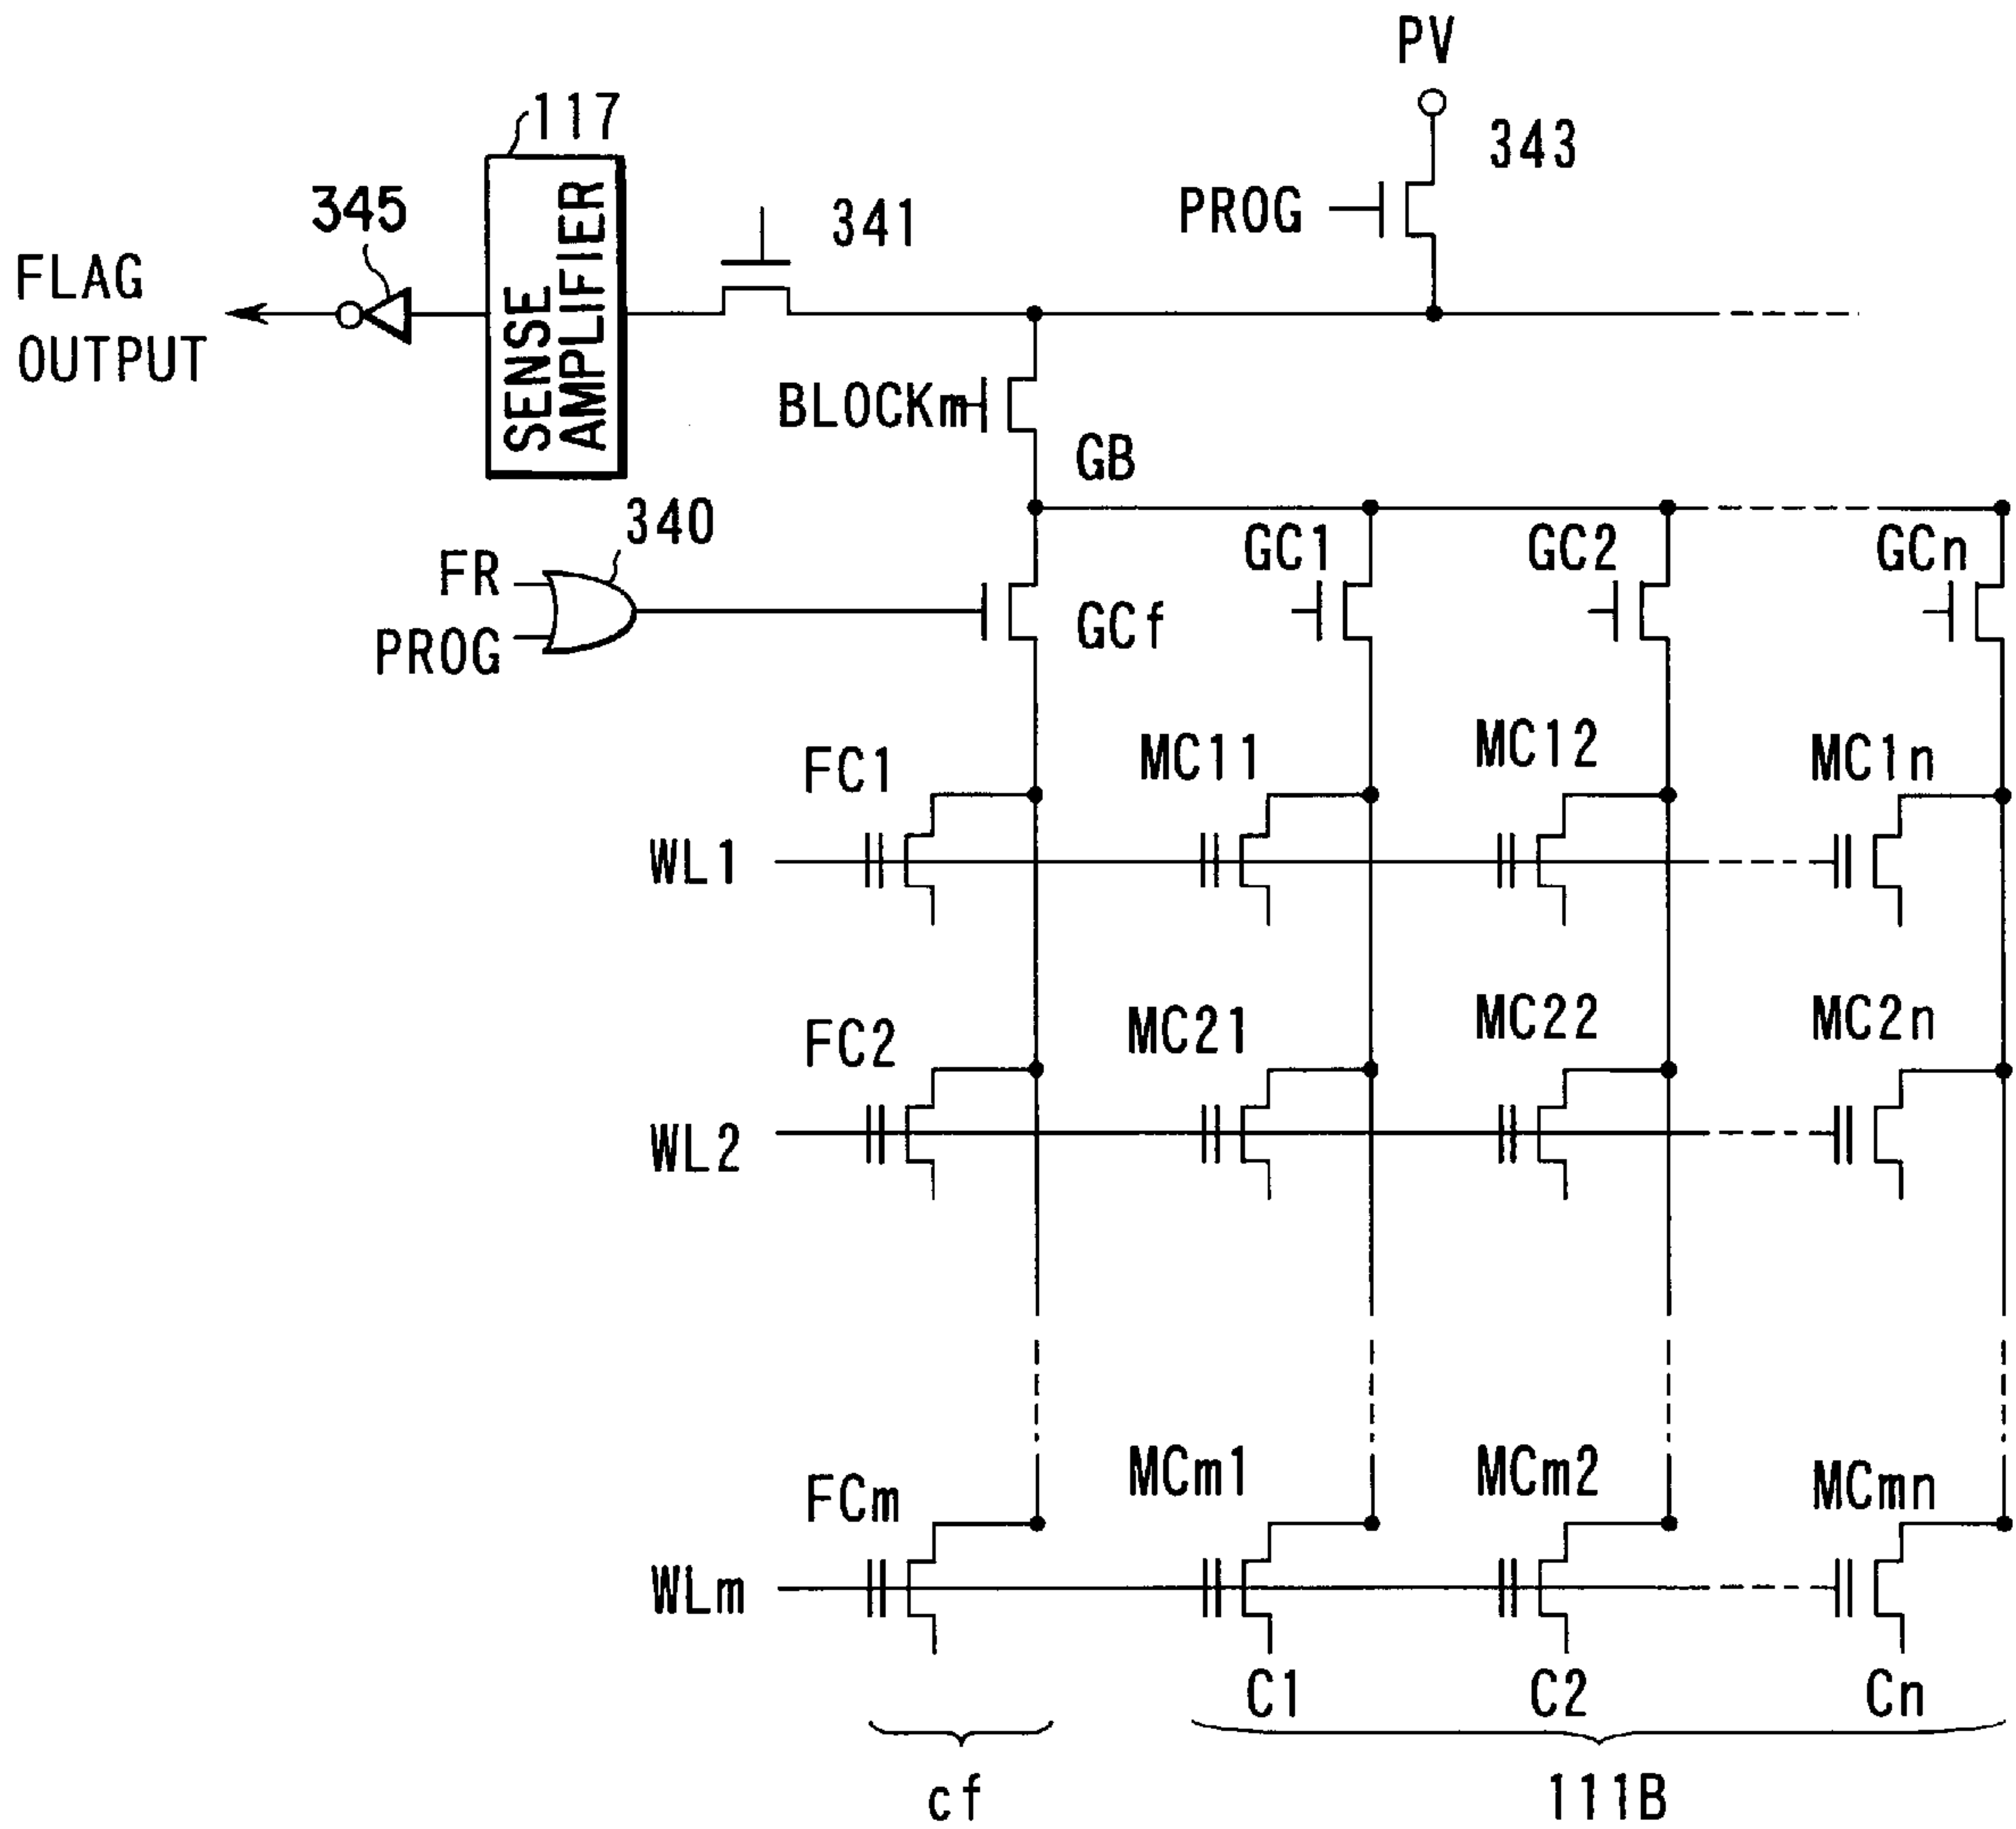 PV
117
343
345
SENSE
AMPLIFIER
341
PROG
FLAG
OUTPUT
BLOCKm
GB
340
FR
PROG
GCf
GC1
GC2
GCn
FC1
MC11
MC12
MC1n
WL1
FC2
MC21
MC22
MC2n
WL2
FCm
MCm1
MCm2
MCmn
WLm
C1
C2
Cn
cf
111B